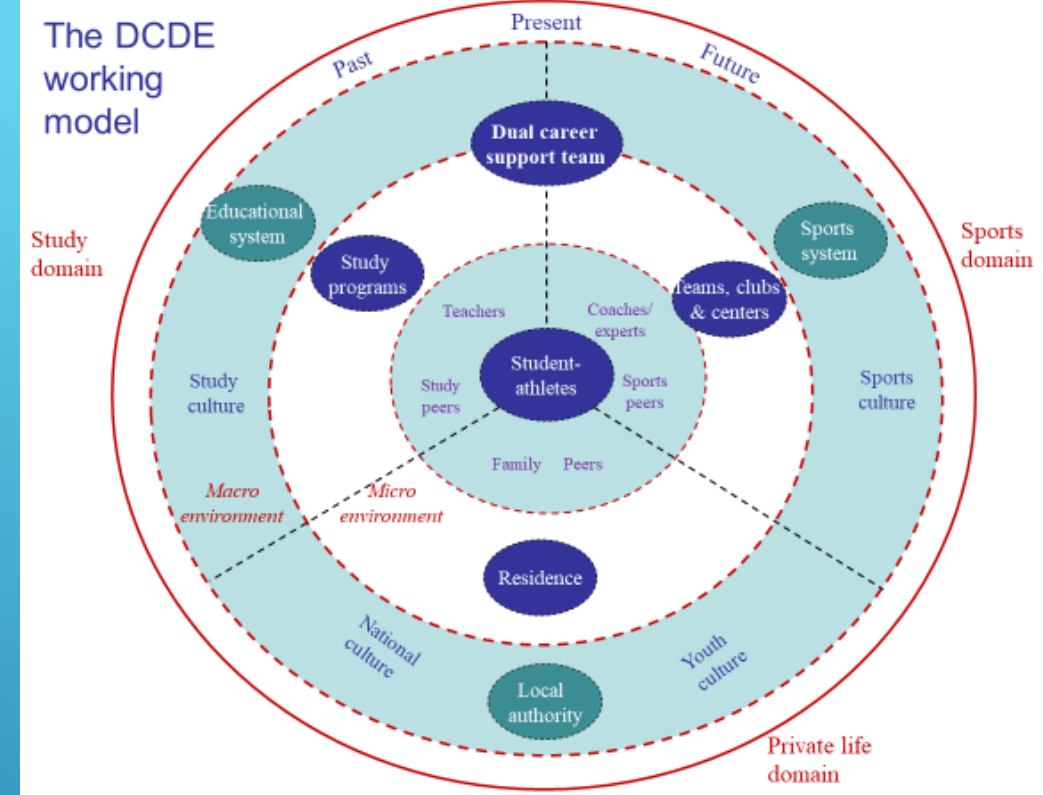 The DCDE
working
model
Present
Past
Future
Dual career
support team
Educational
system
Sports
system
Study
domain
Sports
domain
Study
programs
Teams, clubs
& centers
Teachers
Coaches/
experts
Student-
athletes
Study
peers
Sports
peers
Study
culture
Sports
culture
Family Peers
Macro
environment
Micro
environment
Residence
National
culture
Youth
culture
Local
authority
Private life
domain